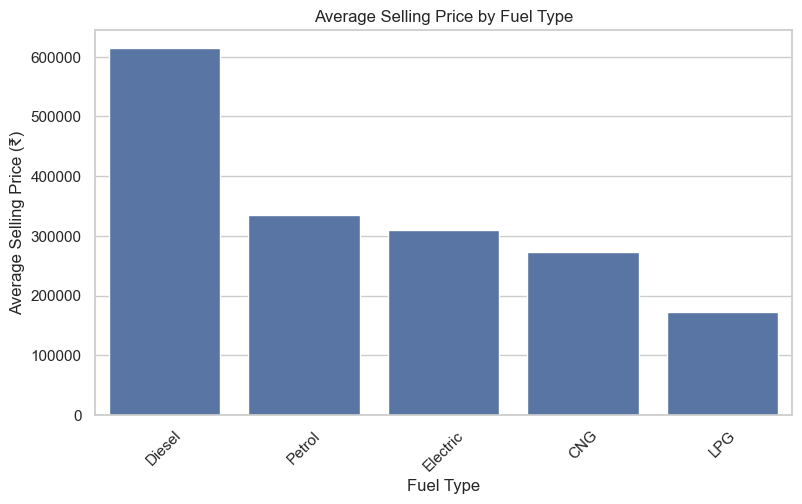 Average Selling Price by Fuel Type
Average Selling Price (₹)
600000
500000
400000
300000
200000
100000
0
Diesel
Petrol
Electric
CNG
LPG
Fuel Type